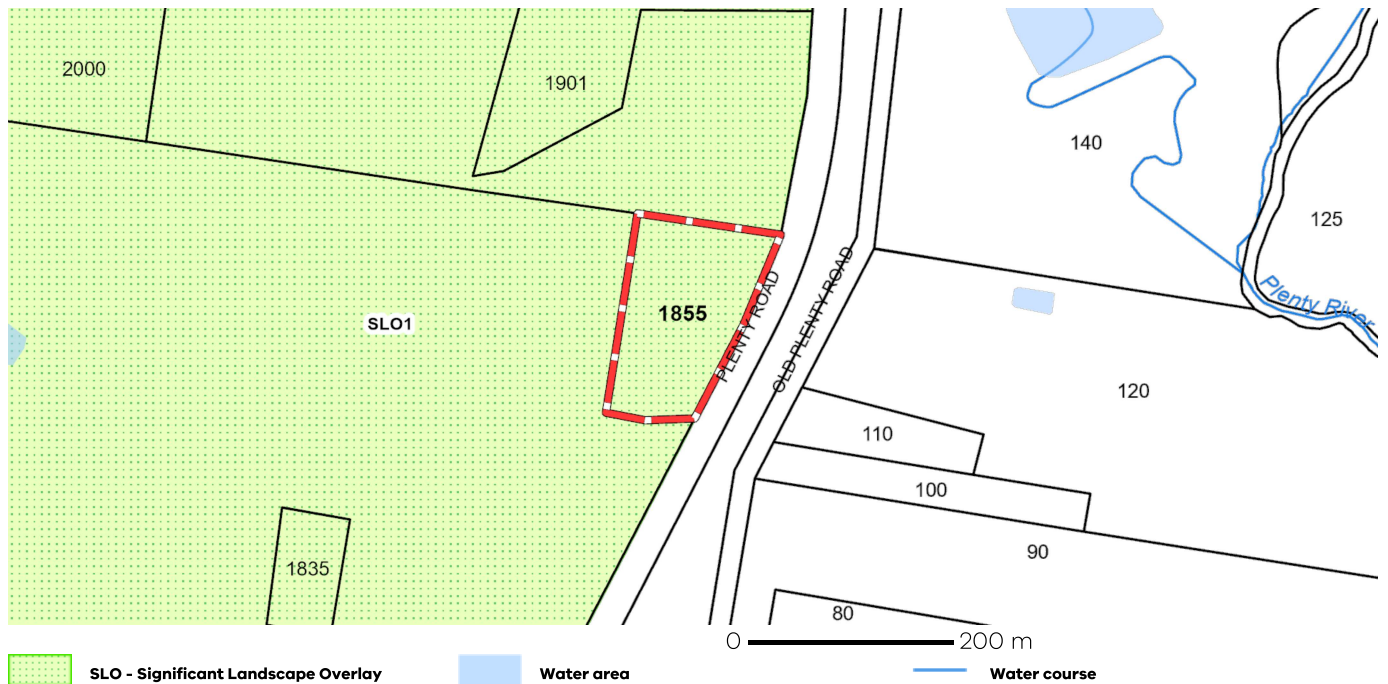 2000
1901
140
125
SLO1
1855
PLENTY ROAD
OLD PLENTY ROAD
Plenty River
120
110
100
90
1835
80
0 200 m
SLO - Significant Landscape Overlay
Water area
Water course